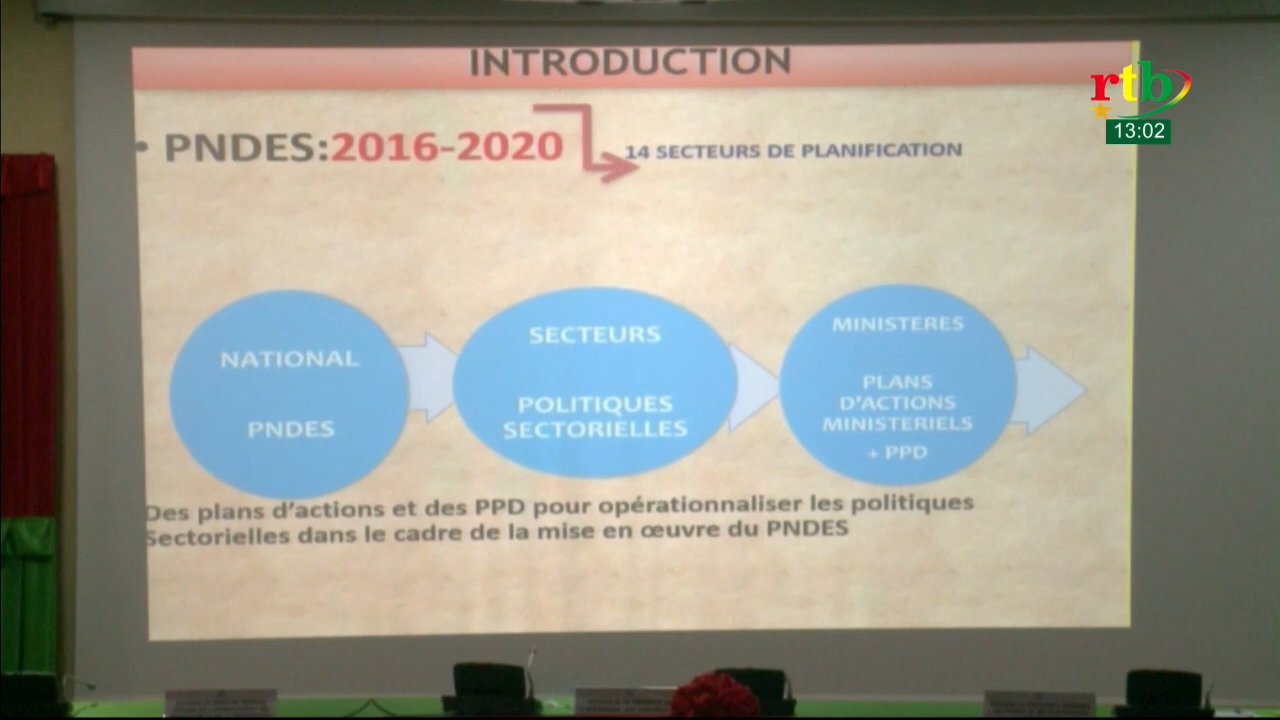 INTRODUCTION
rtb
13:02
• PNDES:2016-2020
14 SECTEURS DE PLANIFICATION
NATIONAL
PNDES
SECTEURS
POLITIQUES
SECTORIELLES
MINISTERES
PLANS
D'ACTIONS
MINISTERIELS
+ PPD
Des plans d'actions et des PPD pour opérationnaliser les politiques
Sectorielles dans le cadre de la mise en œuvre du PNDES